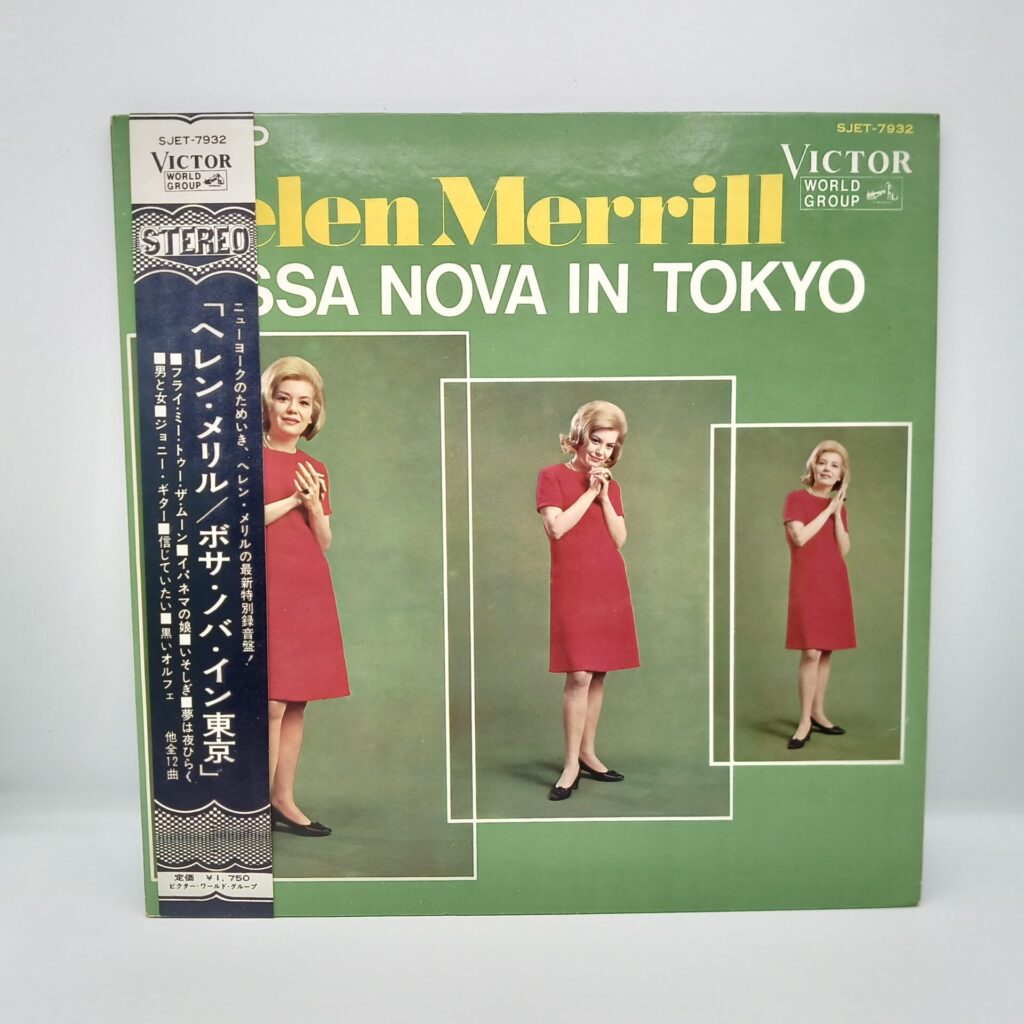 SJET-7932
VICTOR
WORLD
GROUP
STEREO
ニューヨークのためいき、ヘレン・メリルの最新特別録音盤!
「ヘレン・メリル/ボサ・ノバ・イン東京」
■フライ・ミー・トゥー・ザ・ムーン■イパネマの娘■いそしぎ■夢は夜ひらく
■男と女■ジョニー・ギター■信じていたい■黒いオルフェ
他全12曲
定価 ¥1,750
ビクター・ワールド・グループ
SJET-7932
VICTOR
WORLD
GROUP
elen Merrill
SSA NOVA IN TOKYO